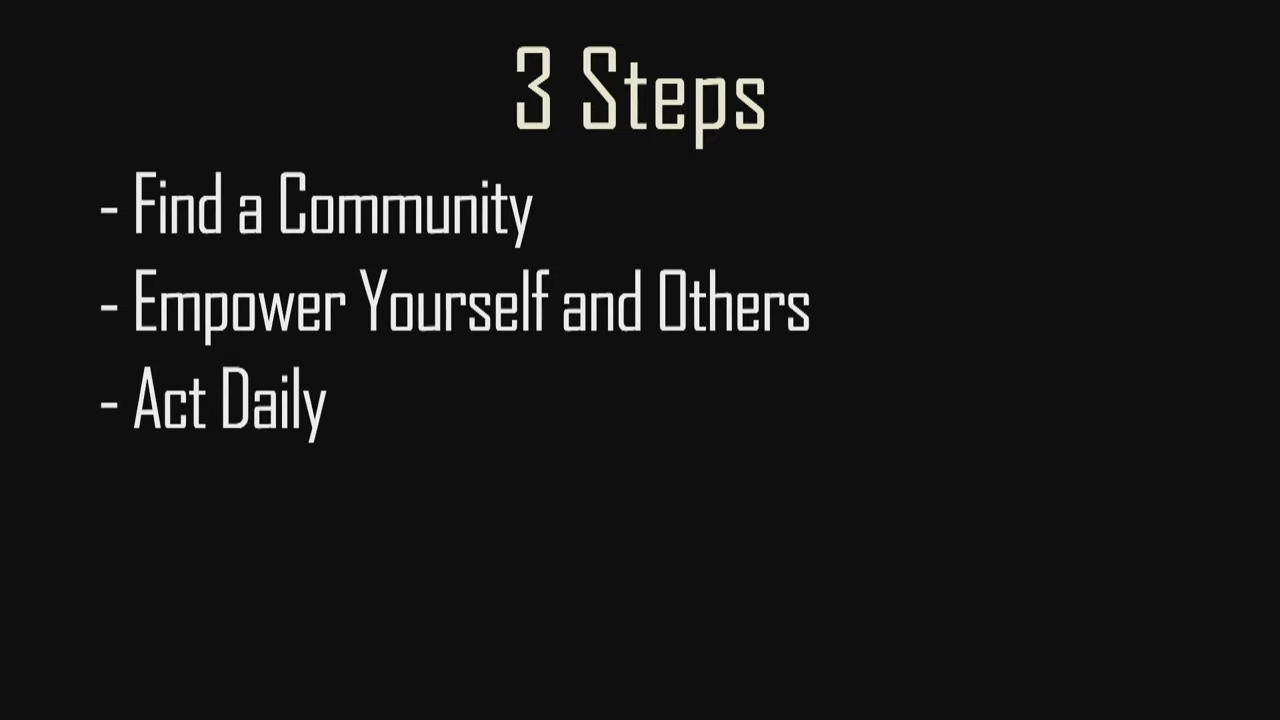 3 Steps
- Find a Community
- Empower Yourself and Others
- Act Daily